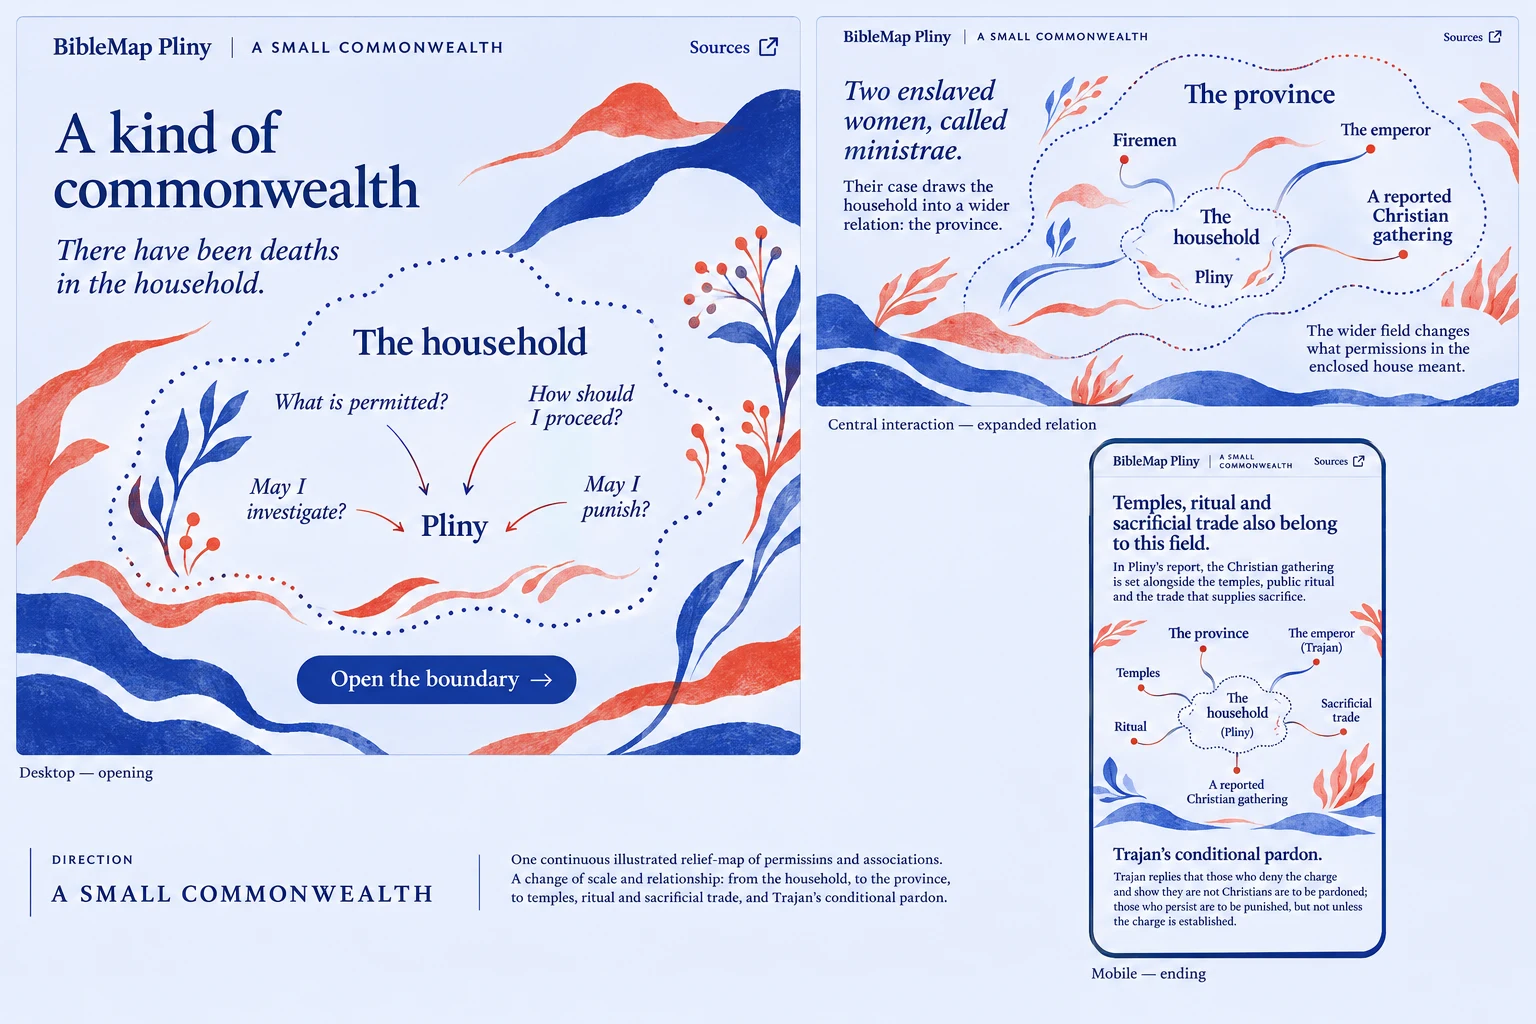 BibleMap Pliny | A SMALL COMMONWEALTH
Sources
A kind of
commonwealth
There have been deaths
in the household.
The household
What is permitted?
How should
I proceed?
May I
investigate?
May I
punish?
Pliny
Open the boundary →
Desktop — opening
BibleMap Pliny | A SMALL COMMONWEALTH
Sources
Two enslaved
women, called
ministrae.
Their case draws the
household into a wider
relation: the province.
The province
Firemen
The emperor
A reported
Christian
gathering
The
household
Pliny
The wider field changes
what permissions in the
enclosed house meant.
Central interaction — expanded relation
BibleMap Pliny | A SMALL
COMMONWEALTH
Sources
Temples, ritual and
sacrificial trade also belong
to this field.
In Pliny's report, the Christian gathering
is set alongside the temples, public ritual
and the trade that supplies sacrifice.
The province
The emperor
(Trajan)
Temples
The
household
(Pliny)
Sacrificial
trade
Ritual
A reported
Christian gathering
Trajan's conditional pardon.
Trajan replies that those who deny the charge
and show they are not Christians are to be pardoned;
those who persist are to be punished, but not unless
the charge is established.
Mobile — ending
DIRECTION
A SMALL COMMONWEALTH
One continuous illustrated relief-map of permissins and associations.
A change of scale and relationship: from the household, to the province,
to temples, ritual and sacrificial trade, and Trajan's conditional pardon.